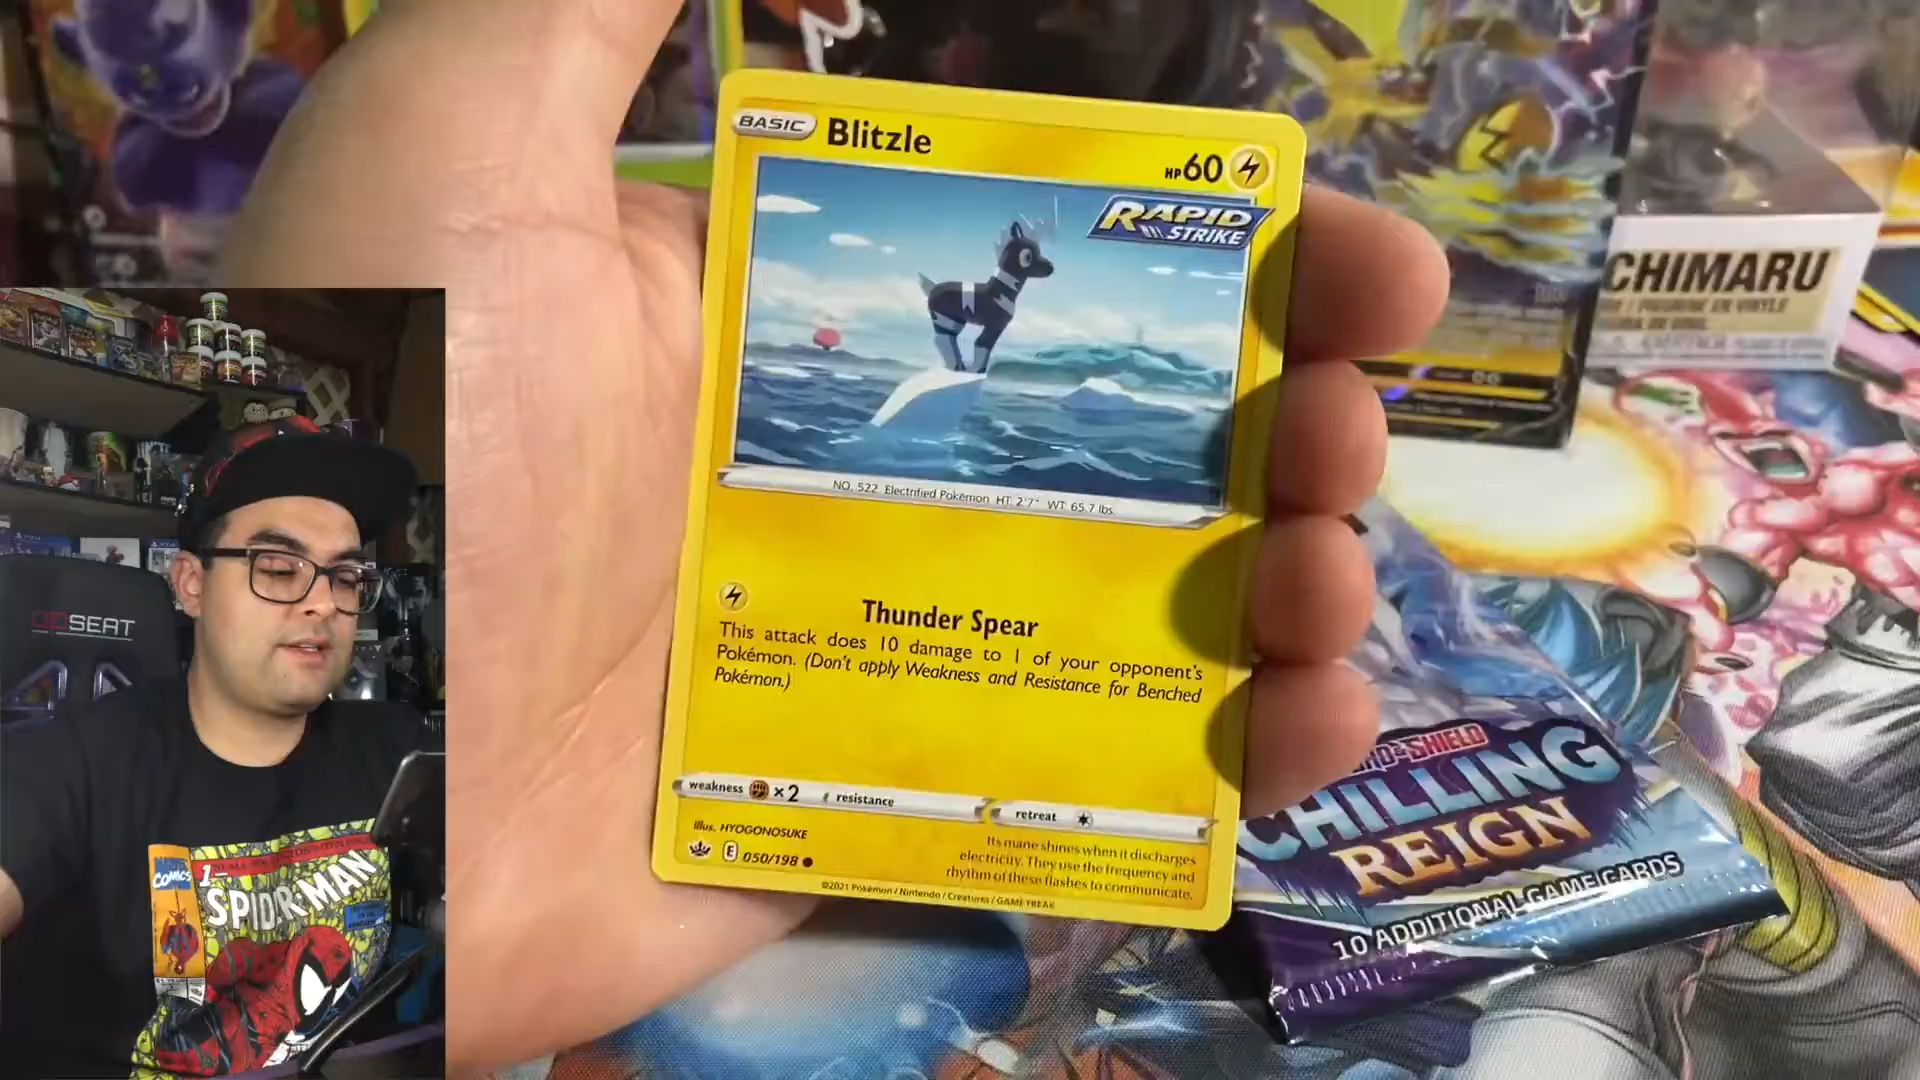 BASIC
Blitzle
HP60
RAPID
STRIKE
NO. 522 Electrified Pokémon HT. 2'7" WT. 65.7 lbs.
Thunder Spear
This attack does 10 damage to 1 of your opponent's
Pokémon. (Don't apply Weakness and Resistance for Benched
Pokémon.)
weakness ×2
resistance
retreat
Illus. HYOGONOSUKE
E 050/198
Its mane shines when it discharges
electricity. They use the frequency and
rhythm of these flashes to communicate.
©2021 Pokémon / Nintendo / Creatures / GAME FREAK
CHIMARU
SHIELD
CHILLING
REIGN
10 ADDITIONAL GAME CARDS
SEAT
MARVEL
COMICS
1
SPIDER-MAN